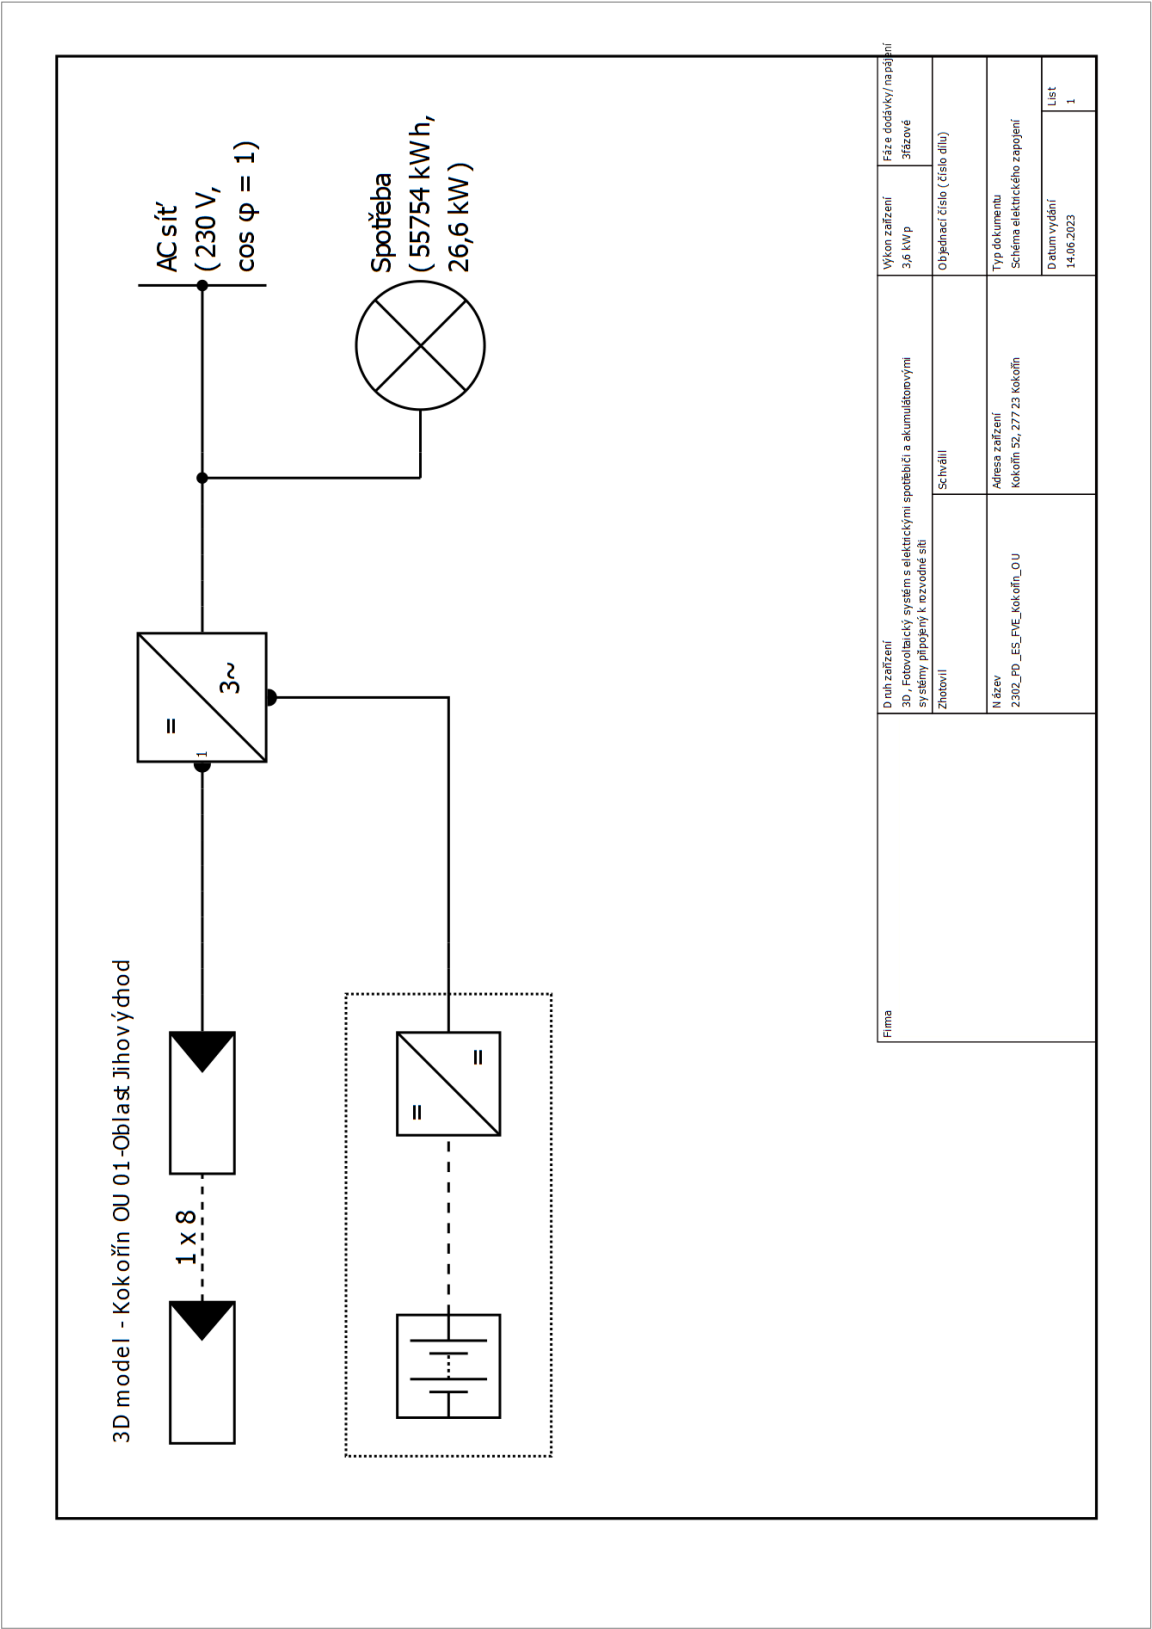 3D model - Kokořín OU 01-Oblast Jihovýchod
1 x 8
=
3~
1
AC síť
(230 V,
cos φ = 1)
=
=
Spotřeba
(55754 kWh,
26,6 kW)
Firma
Druh zařízení
3D, Fotovoltaický systém s elektrickými spotřebiči a akumulátorovými
systémy připojený k rozvodné síti
Výkon zařízení
3,6 kWp
Fáze dodávky/ napájení
3fázové
Zhotovil
Schválil
Objednací číslo (číslo dílu)
Název
2302_PD_ES_FVE_Kokořín_OU
Adresa zařízení
Kokořín 52, 277 23 Kokořín
Typ dokumentu
Schéma elektrického zapojení
Datum vydání
14.06.2023
List
1